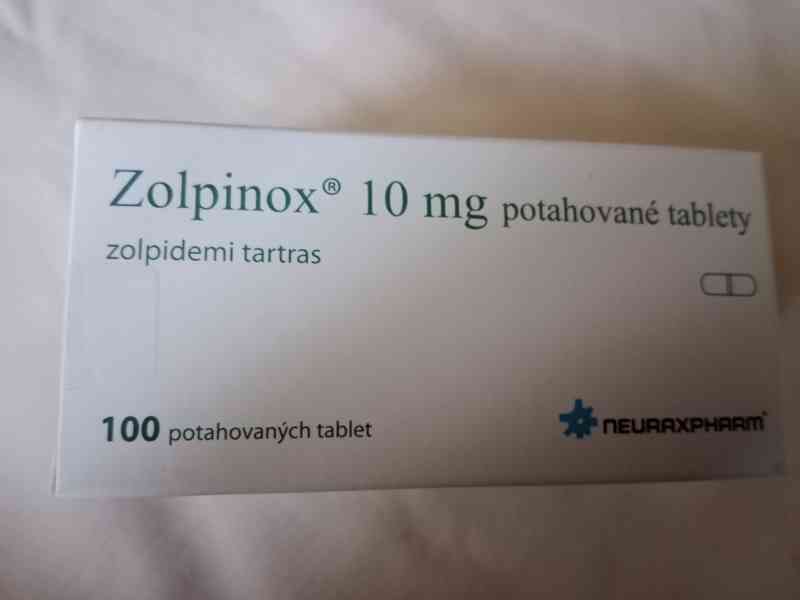 Zolpinox® 10 mg potahované tablety
zolpidemi tartras
100 potahovaných tablet
NEURAXPHARM®